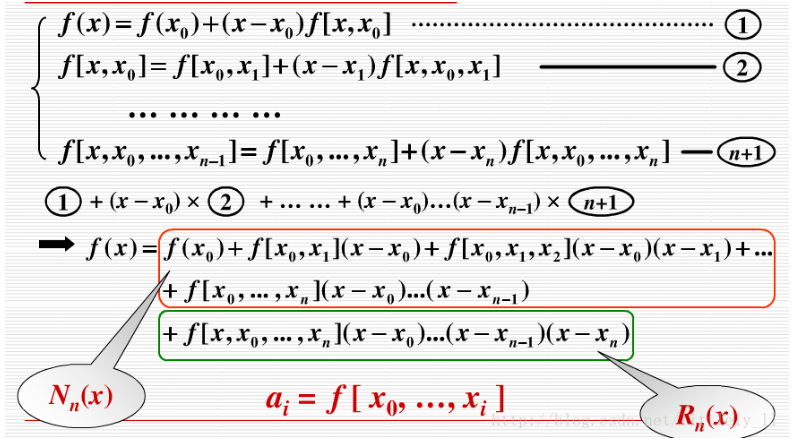 f(x) = f(x₀) + (x − x₀) f[x, x₀] ①
f[x, x₀] = f[x₀, x₁] + (x − x₁) f[x, x₀, x₁] ②
… … … …
f[x, x₀, ..., xₙ₋₁] = f[x₀, ..., xₙ] + (x − xₙ) f[x, x₀, ..., xₙ] n+1
① + (x − x₀) × ② + … … + (x − x₀)…(x − xₙ₋₁) × n+1
➡ f(x) = f(x₀) + f[x₀, x₁](x − x₀) + f[x₀, x₁, x₂](x − x₀)(x − x₁) + ...
+ f[x₀, ..., xₙ](x − x₀)...(x − xₙ₋₁)
+ f[x, x₀, ..., xₙ](x − x₀)...(x − xₙ₋₁)(x − xₙ)
Nₙ(x)
aᵢ = f [ x₀, …, xᵢ ]
Rₙ(x)